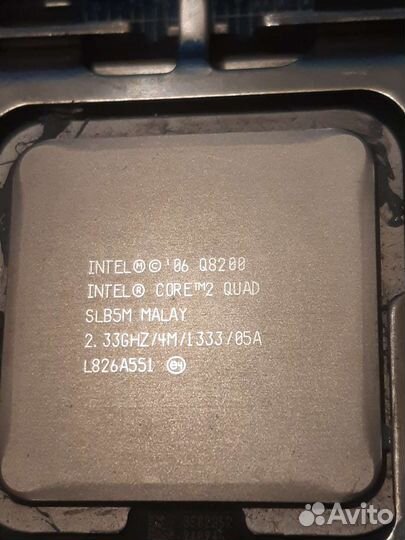 INTEL Ⓜ © '06 Q8200
INTEL® CORE™2 QUAD
SLB5M MALAY
2.33GHZ/4M/1333/05A
L826A551 e4
Avito